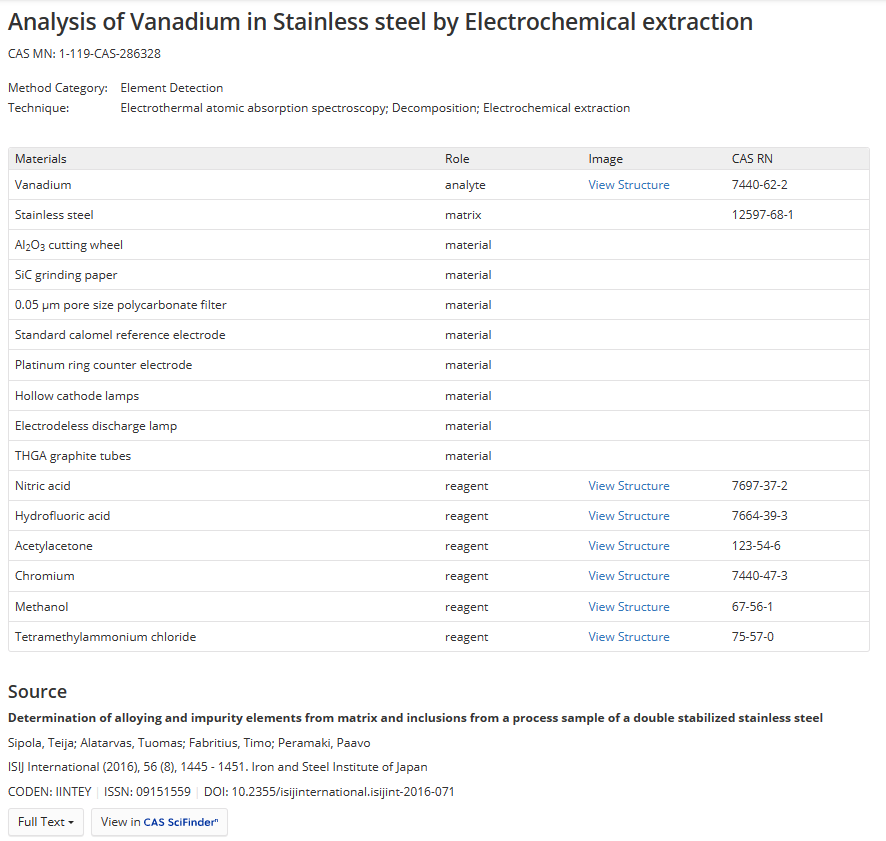 Analysis of Vanadium in Stainless steel by Electrochemical extraction
CAS MN: 1-119-CAS-286328
Method Category: Element Detection
Technique: Electrothermal atomic absorption spectroscopy; Decomposition; Electrochemical extraction
Materials Role Image CAS RN
Vanadium analyte View Structure 7440-62-2
Stainless steel matrix 12597-68-1
Al₂O₃ cutting wheel material
SiC grinding paper material
0.05 µm pore size polycarbonate filter material
Standard calomel reference electrode material
Platinum ring counter electrode material
Hollow cathode lamps material
Electrodeless discharge lamp material
THGA graphite tubes material
Nitric acid reagent View Structure 7697-37-2
Hydrofluoric acid reagent View Structure 7664-39-3
Acetylacetone reagent View Structure 123-54-6
Chromium reagent View Structure 7440-47-3
Methanol reagent View Structure 67-56-1
Tetramethylammonium chloride reagent View Structure 75-57-0
Source
Determination of alloying and impurity elements from matrix and inclusions from a process sample of a double stabilized stainless steel
Sipola, Teija; Alatarvas, Tuomas; Fabritius, Timo; Peramaki, Paavo
ISIJ International (2016), 56 (8), 1445 - 1451. Iron and Steel Institute of Japan
CODEN: IINTEY | ISSN: 09151559 | DOI: 10.2355/isijinternational.isijint-2016-071
Full Text View in CAS SciFinderⁿ